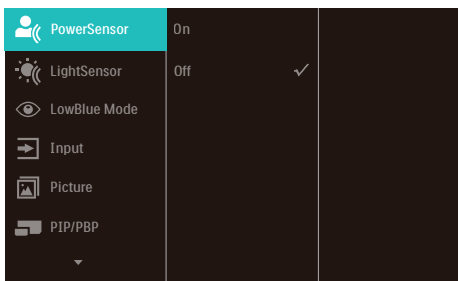 PowerSensor
On
LightSensor
Off
LowBlue Mode
Input
Picture
PIP/PBP